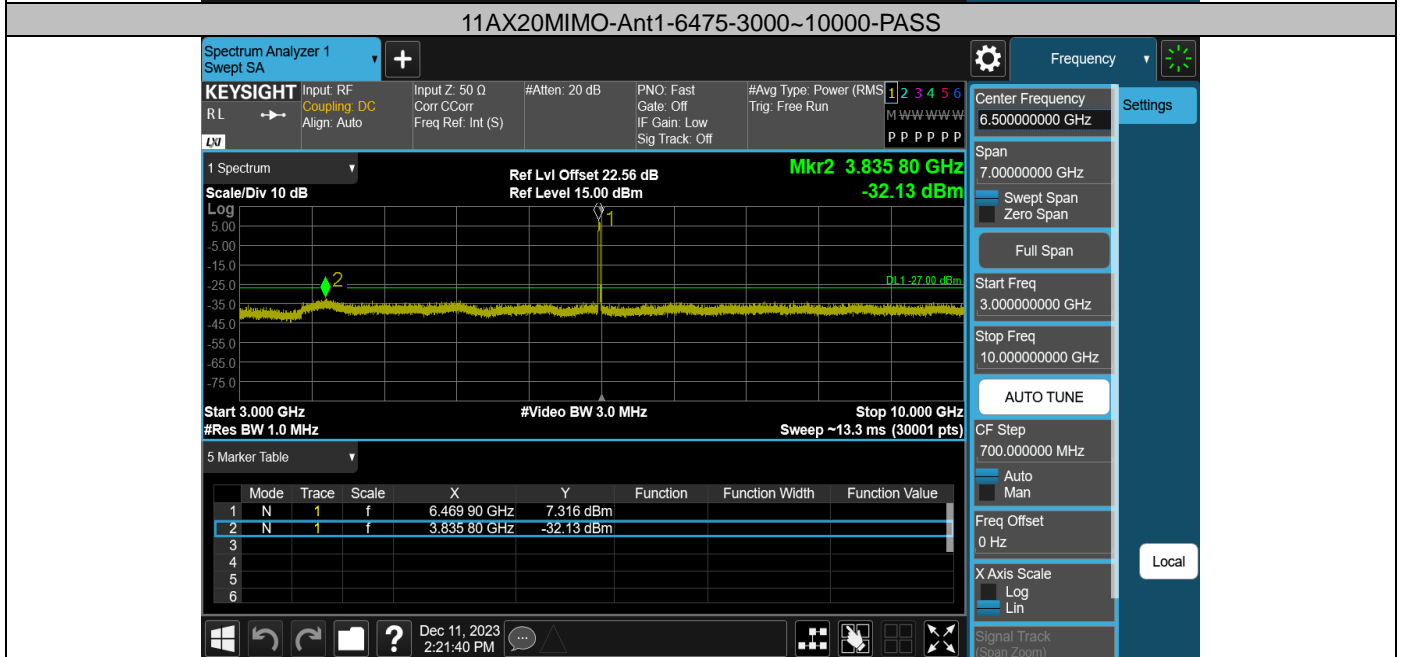 11AX20MIMO-Ant1-6475-3000~10000-PASS
Spectrum Analyzer 1
Swept SA
Frequency
KEYSIGHT
RL
LXI
Input: RF
Coupling: DC
Align: Auto
Input Z: 50 Ω
Corr CCorr
Freq Ref: Int (S)
#Atten: 20 dB
PNO: Fast
Gate: Off
IF Gain: Low
Sig Track: Off
#Avg Type: Power (RMS
Trig: Free Run
1 2 3 4 5 6
M W W W W W
P P P P P P
1 Spectrum
Scale/Div 10 dB
Ref Lvl Offset 22.56 dB
Ref Level 15.00 dBm
Mkr2 3.835 80 GHz
-32.13 dBm
Log
5.00
-5.00
-15.0
-25.0
-35.0
-45.0
-55.0
-65.0
-75.0
1
2
DL1 -27.00 dBm
Start 3.000 GHz
#Video BW 3.0 MHz
Stop 10.000 GHz
#Res BW 1.0 MHz
Sweep ~13.3 ms (30001 pts)
5 Marker Table
Mode Trace Scale X Y Function Function Width Function Value
1 N 1 f 6.469 90 GHz 7.316 dBm
2 N 1 f 3.835 80 GHz -32.13 dBm
3
4
5
6
?
Dec 11, 2023
2:21:40 PM
Center Frequency
6.500000000 GHz
Settings
Span
7.00000000 GHz
Swept Span
Zero Span
Full Span
Start Freq
3.000000000 GHz
Stop Freq
10.000000000 GHz
AUTO TUNE
CF Step
700.000000 MHz
Auto
Man
Freq Offset
0 Hz
Local
X Axis Scale
Log
Lin
Signal Track
(Span Zoom)